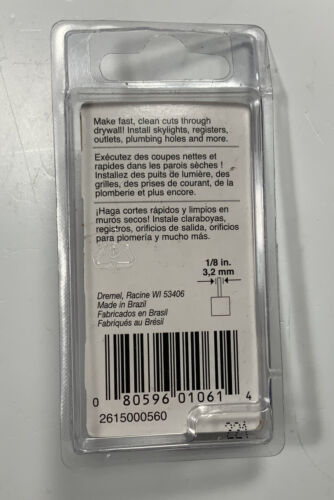 Make fast, clean cuts through
drywall! Install skylights, registers,
outlets, plumbing holes and more.
Exécutez des coupes nettes et
rapides dans les parois sèches !
Installez des puits de lumière, des
grilles, des prises de courant, de la
plomberie et plus encore.
¡Haga cortes rápidos y limpios en
muros secos! Instale claraboyas,
registros, orificios de salida, orificios
para plomería y mucho más.
1/8 in.
3,2 mm
Dremel, Racine WI 53406
Made in Brazil
Fabricados en Brasil
Fabriqués au Brésil
0 80596 01061 4
2615000560
221